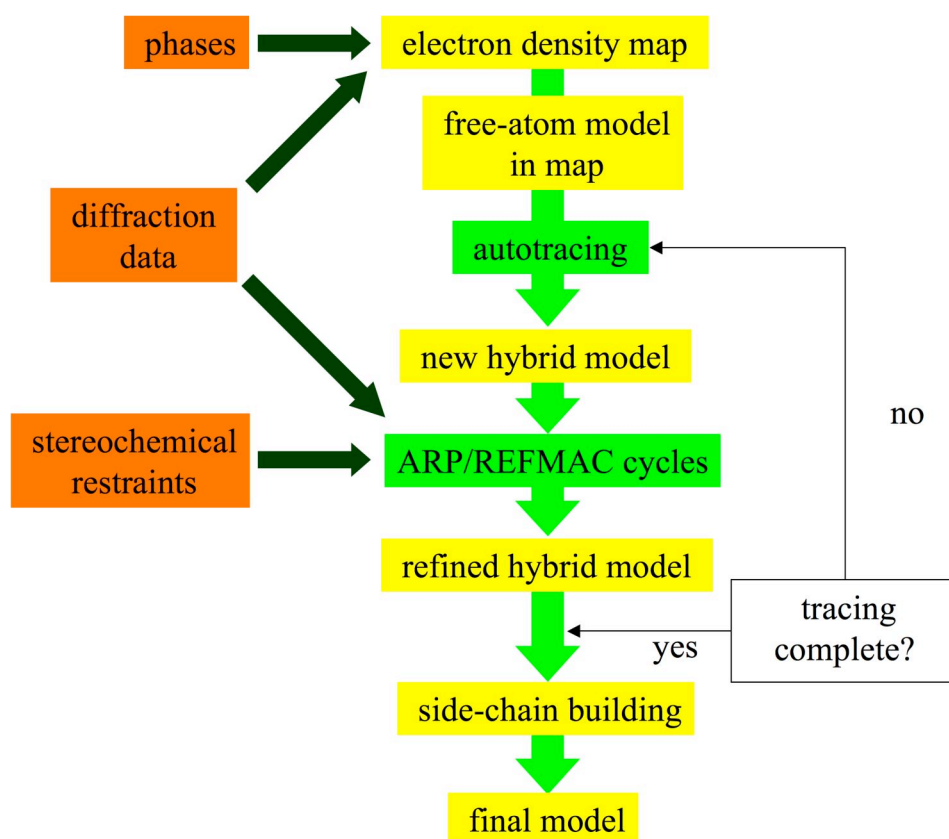 phases
electron density map
free-atom model
in map
diffraction
data
autotracing
new hybrid model
no
stereochemical
restraints
ARP/REFMAC cycles
refined hybrid model
tracing
complete?
yes
side-chain building
final model